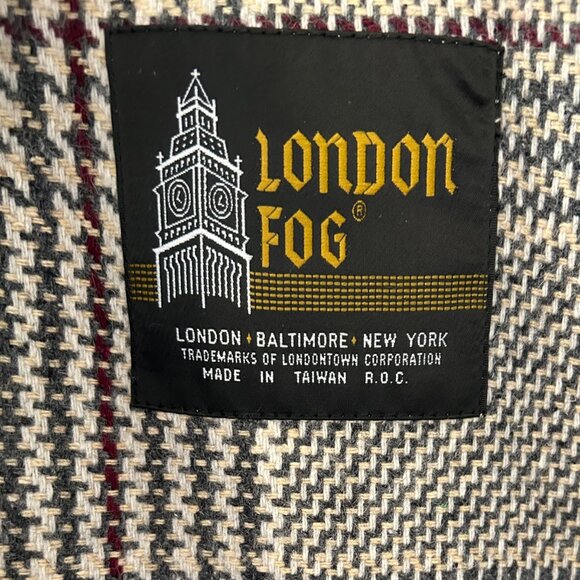 LONDON
FOG®
LONDON ♦ BALTIMORE ♦ NEW YORK
TRADEMARKS OF LONDONTOWN CORPORATION
MADE IN TAIWAN R.O.C.